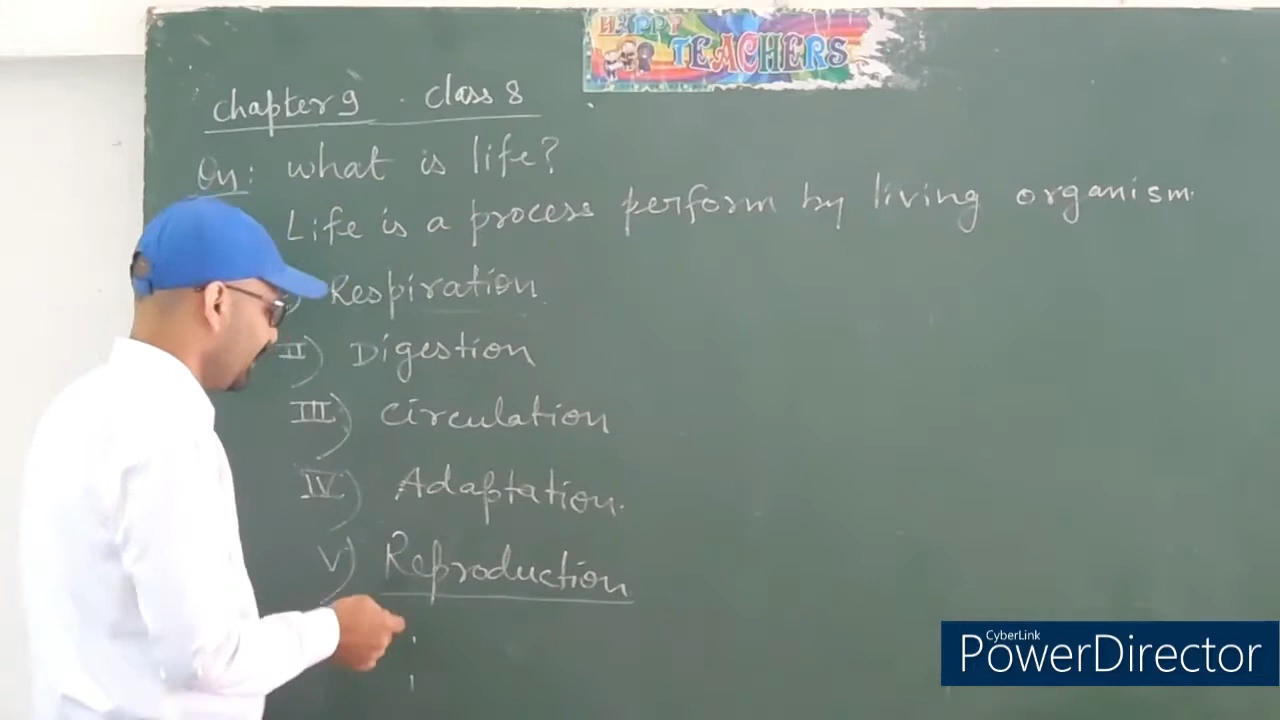 HAPPY
TEACHERS
chapter 9 . class 8
Qn: what is life?
Life is a process perform by living organism.
) Respiration
II) Digestion
III) circulation
IV) Adaptation.
V) Reproduction
CyberLink
PowerDirector